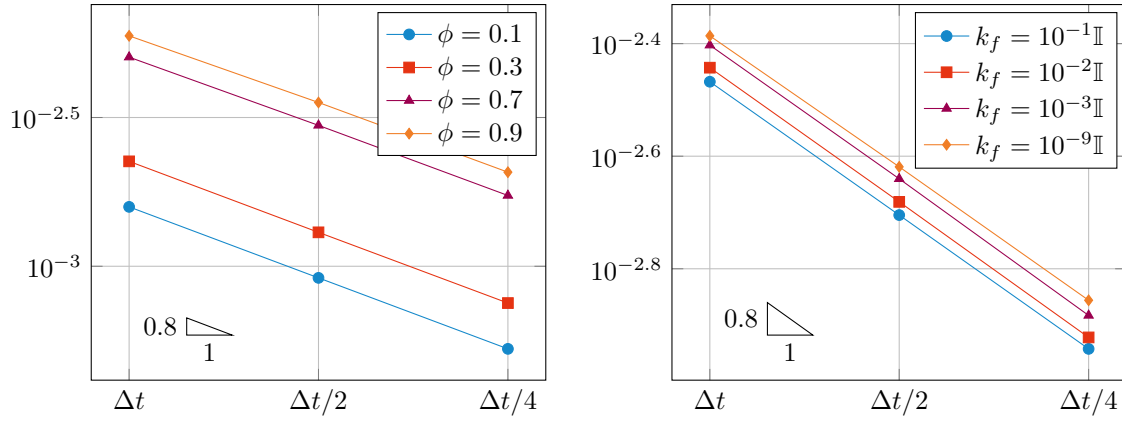 10^{-2.5}
10^{-3}
Δt
Δt/2
Δt/4
0.8
1
ϕ = 0.1
ϕ = 0.3
ϕ = 0.7
ϕ = 0.9
10^{-2.4}
10^{-2.6}
10^{-2.8}
Δt
Δt/2
Δt/4
0.8
1
k_f = 10^{-1}𝕀
k_f = 10^{-2}𝕀
k_f = 10^{-3}𝕀
k_f = 10^{-9}𝕀